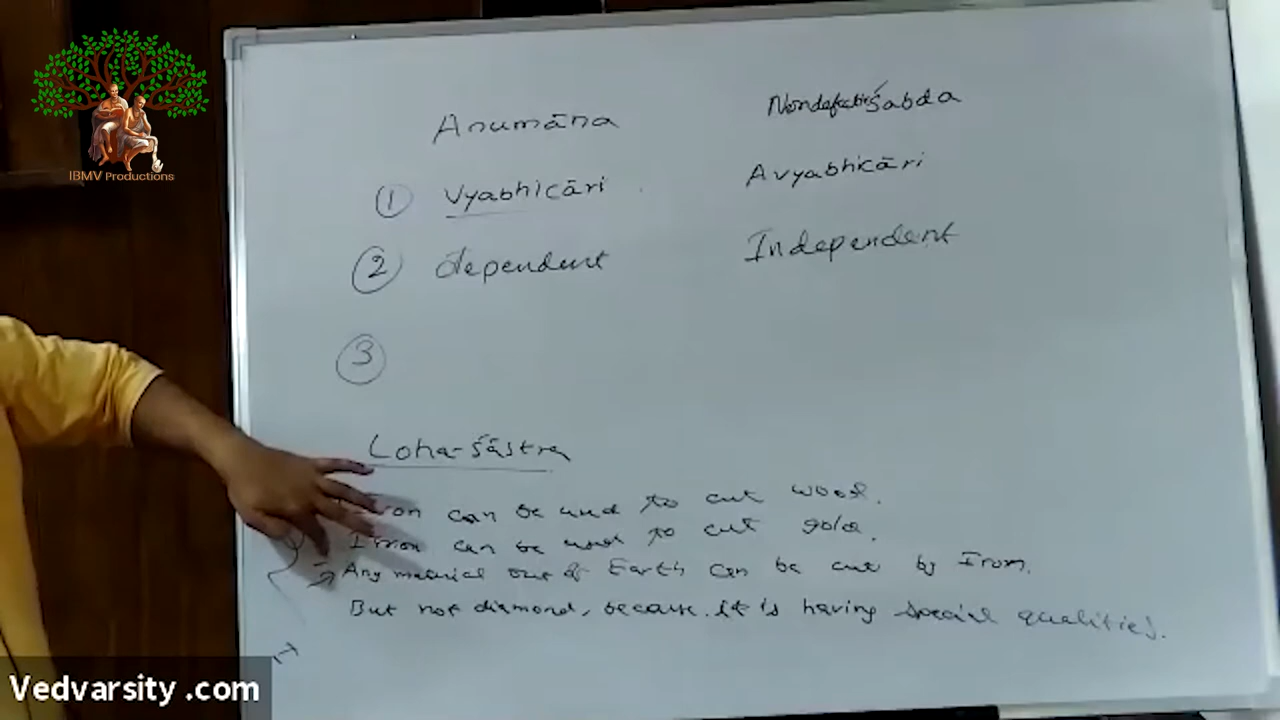 IBMV Productions
Anumāna Nondefective Śabda
① Vyabhicāri Avyabhicāri
② dependent Independent
③
Loha-śāstra
Iron can be used to cut wood.
Iron can be used to cut gold.
→ Any material out of Earth can be cut by Iron.
But not diamond, because it is having special qualities.
Vedvarsity .com